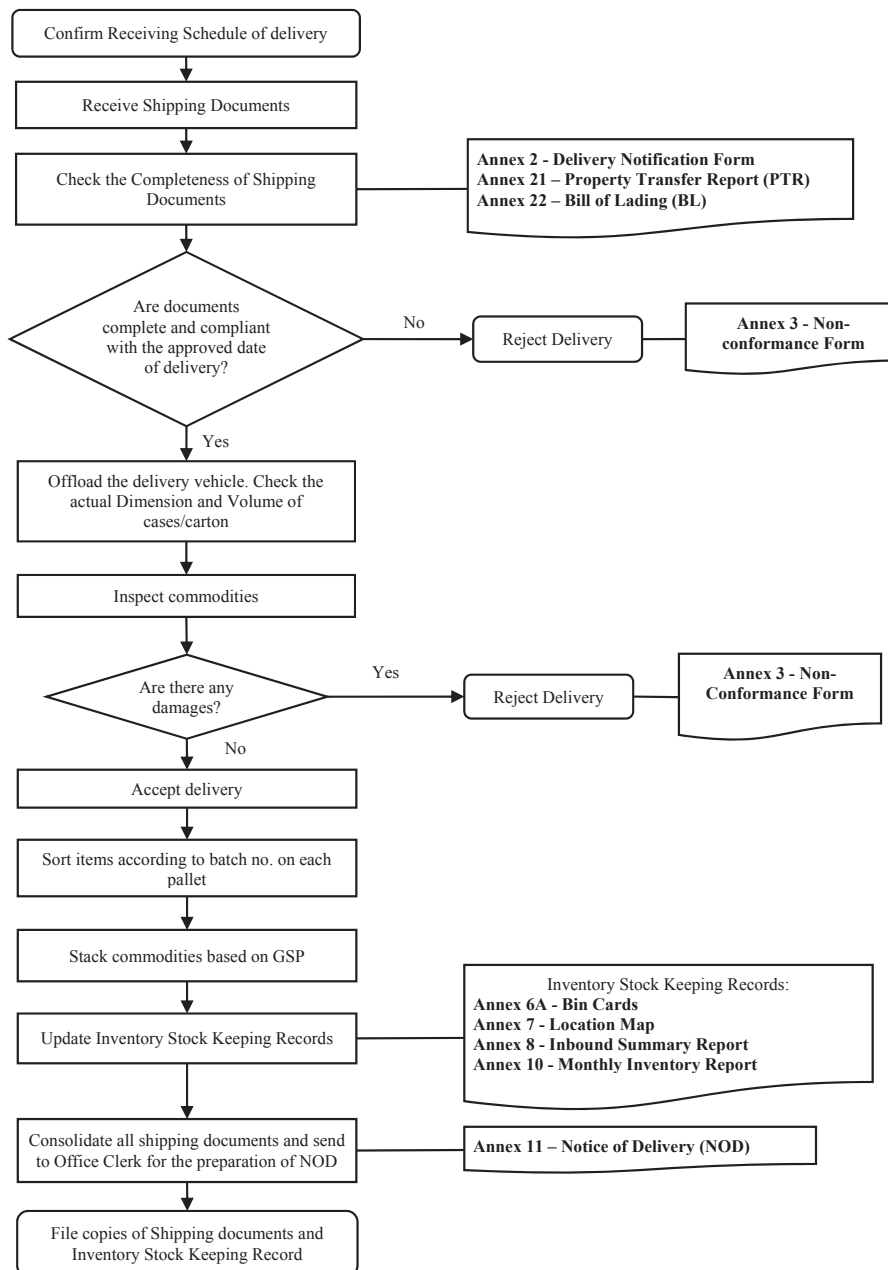 Confirm Receiving Schedule of delivery
Receive Shipping Documents
Check the Completeness of Shipping
Documents
Annex 2 - Delivery Notification Form
Annex 21 – Property Transfer Report (PTR)
Annex 22 – Bill of Lading (BL)
Are documents
complete and compliant
with the approved date
of delivery?
No
Reject Delivery
Annex 3 - Non-
conformance Form
Yes
Offload the delivery vehicle. Check the
actual Dimension and Volume of
cases/carton
Inspect commodities
Are there any
damages?
Yes
Reject Delivery
Annex 3 - Non-
Conformance Form
No
Accept delivery
Sort items according to batch no. on each
pallet
Stack commodities based on GSP
Update Inventory Stock Keeping Records
Inventory Stock Keeping Records:
Annex 6A - Bin Cards
Annex 7 - Location Map
Annex 8 - Inbound Summary Report
Annex 10 - Monthly Inventory Report
Consolidate all shipping documents and send
to Office Clerk for the preparation of NOD
Annex 11 – Notice of Delivery (NOD)
File copies of Shipping documents and
Inventory Stock Keeping Record